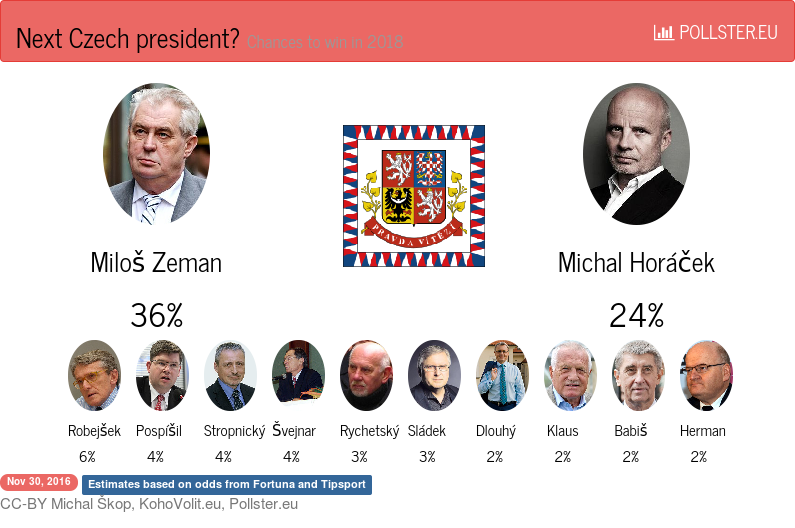 Next Czech president? Chances to win in 2018
POLLSTER.EU
PRAVDA VÍTĚZÍ
Miloš Zeman
Michal Horáček
36%
24%
Robejšek Pospíšil Stropnický Švejnar Rychetský Sládek Dlouhý Klaus Babiš Herman
6% 4% 4% 4% 3% 3% 2% 2% 2% 2%
Nov 30, 2016 Estimates based on odds from Fortuna and Tipsport
CC-BY Michal Škop, KohoVolit.eu, Pollster.eu